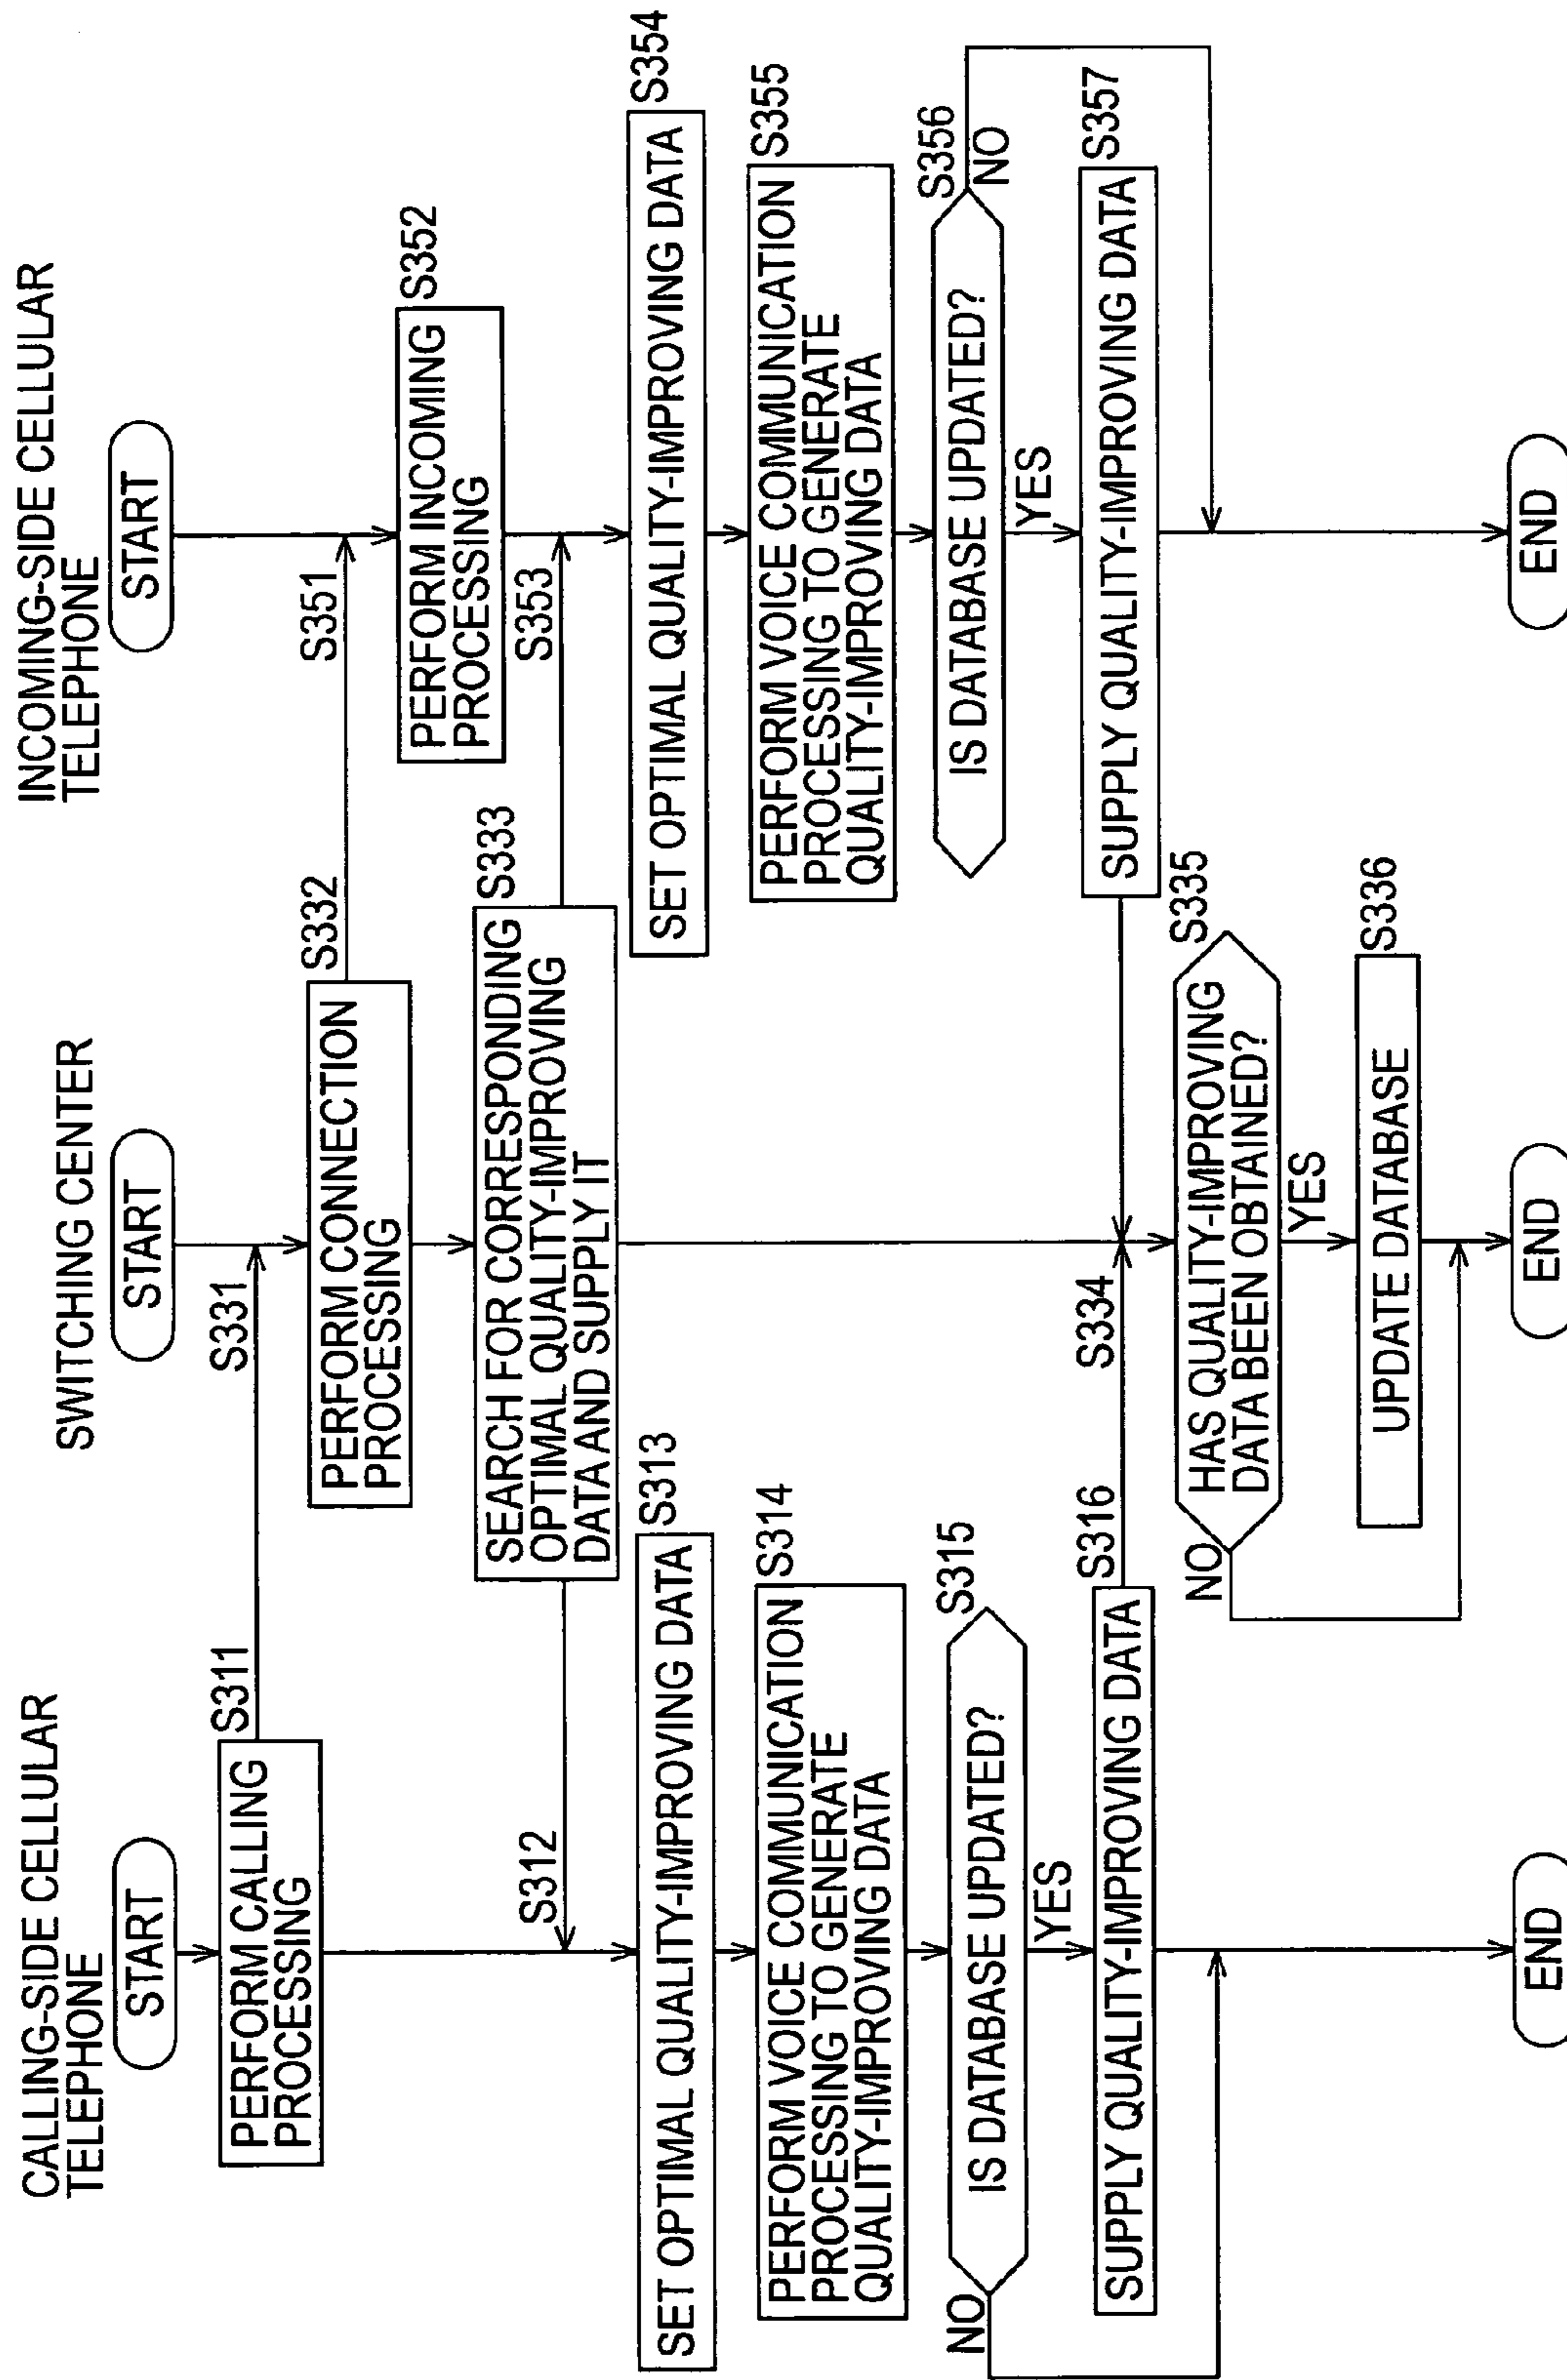 CALLING-SIDE CELLULAR
TELEPHONE
START
PERFORM CALLING
PROCESSING
S311
S312
SET OPTIMAL QUALITY-IMPROVING DATA
S313
PERFORM VOICE COMMUNICATION
PROCESSING TO GENERATE
QUALITY-IMPROVING DATA
S314
IS DATABASE UPDATED?
S315
NO
YES
SUPPLY QUALITY-IMPROVING DATA
S316
END
SWITCHING CENTER
START
S331
PERFORM CONNECTION
PROCESSING
S332
SEARCH FOR CORRESPONDING
OPTIMAL QUALITY-IMPROVING
DATA AND SUPPLY IT
S333
S334
HAS QUALITY-IMPROVING
DATA BEEN OBTAINED?
S335
NO
YES
UPDATE DATABASE
S336
END
INCOMING-SIDE CELLULAR
TELEPHONE
START
S351
PERFORM INCOMING
PROCESSING
S352
S353
SET OPTIMAL QUALITY-IMPROVING DATA
S354
PERFORM VOICE COMMUNICATION
PROCESSING TO GENERATE
QUALITY-IMPROVING DATA
S355
IS DATABASE UPDATED?
S356
NO
YES
SUPPLY QUALITY-IMPROVING DATA
S357
END